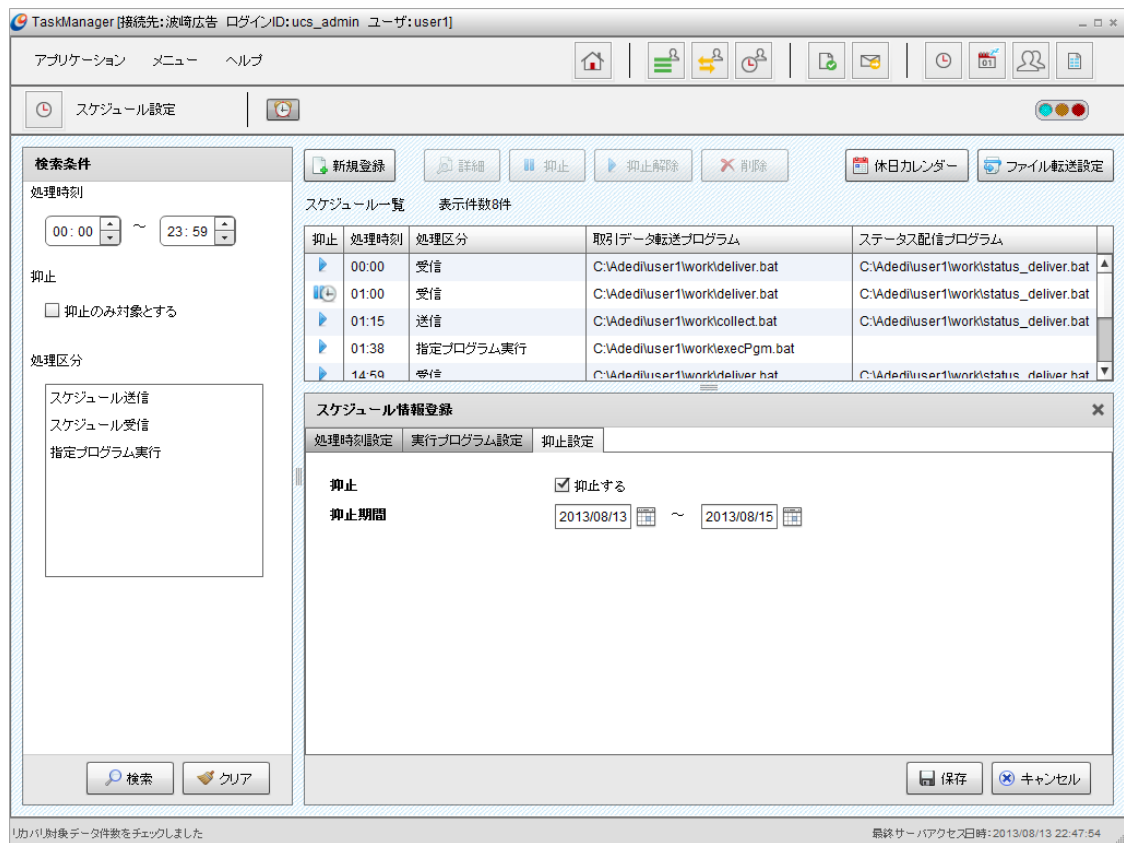 TaskManager [接続先:波崎広告 ログインID:ucs_admin ユーザ:user1]
アプリケーション メニュー ヘルプ
01
スケジュール設定
検索条件
処理時刻
00:00 ～ 23:59
抑止
抑止のみ対象とする
処理区分
スケジュール送信
スケジュール受信
指定プログラム実行
検索 クリア
新規登録 詳細 抑止 抑止解除 削除 休日カレンダー ファイル転送設定
スケジュール一覧 表示件数8件
抑止 処理時刻 処理区分 取引データ転送プログラム ステータス配信プログラム
00:00 受信 C:\Adedi\user1\work\deliver.bat C:\Adedi\user1\work\status_deliver.bat
01:00 受信 C:\Adedi\user1\work\deliver.bat C:\Adedi\user1\work\status_deliver.bat
01:15 送信 C:\Adedi\user1\work\collect.bat C:\Adedi\user1\work\status_deliver.bat
01:38 指定プログラム実行 C:\Adedi\user1\work\execPgm.bat
14:59 受信 C:\Adedi\user1\work\deliver.bat C:\Adedi\user1\work\status_deliver.bat
スケジュール情報登録
処理時刻設定 実行プログラム設定 抑止設定
抑止 抑止する
抑止期間 2013/08/13 ～ 2013/08/15
保存 キャンセル
リカバリ対象データ件数をチェックしました 最終サーバアクセス日時:2013/08/13 22:47:54